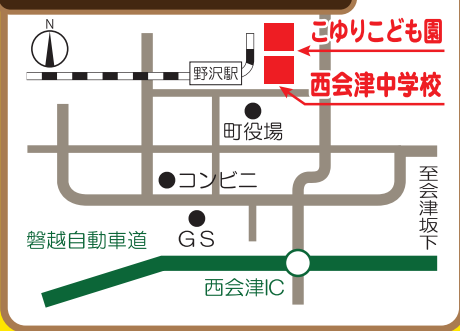 N
こゆりこども園
野沢駅
西会津中学校
町役場
コンビニ
至会津坂下
GS
磐越自動車道
西会津IC